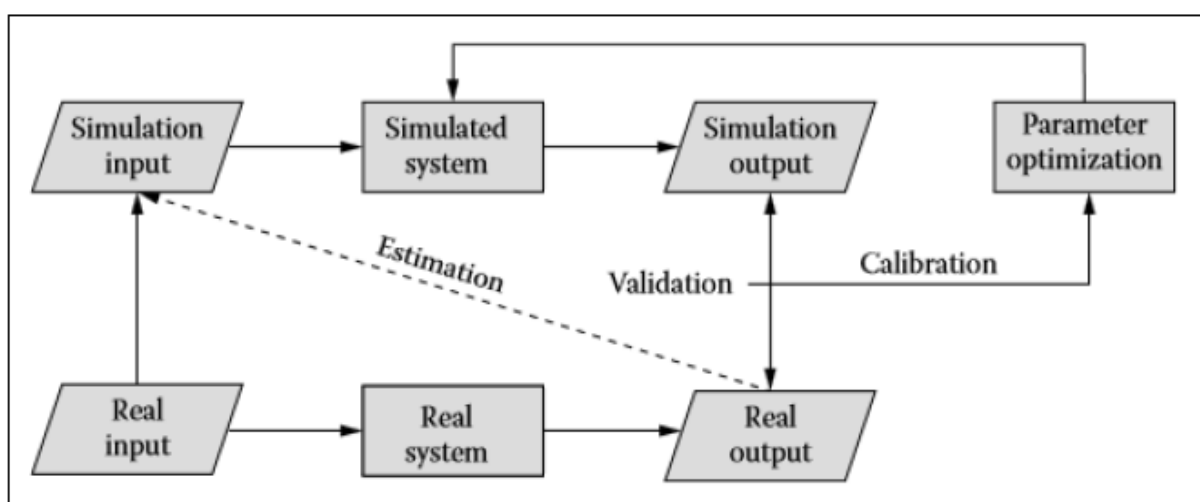 Simulation
input
Simulated
system
Simulation
output
Parameter
optimization
Estimation
Validation
Calibration
Real
input
Real
system
Real
output